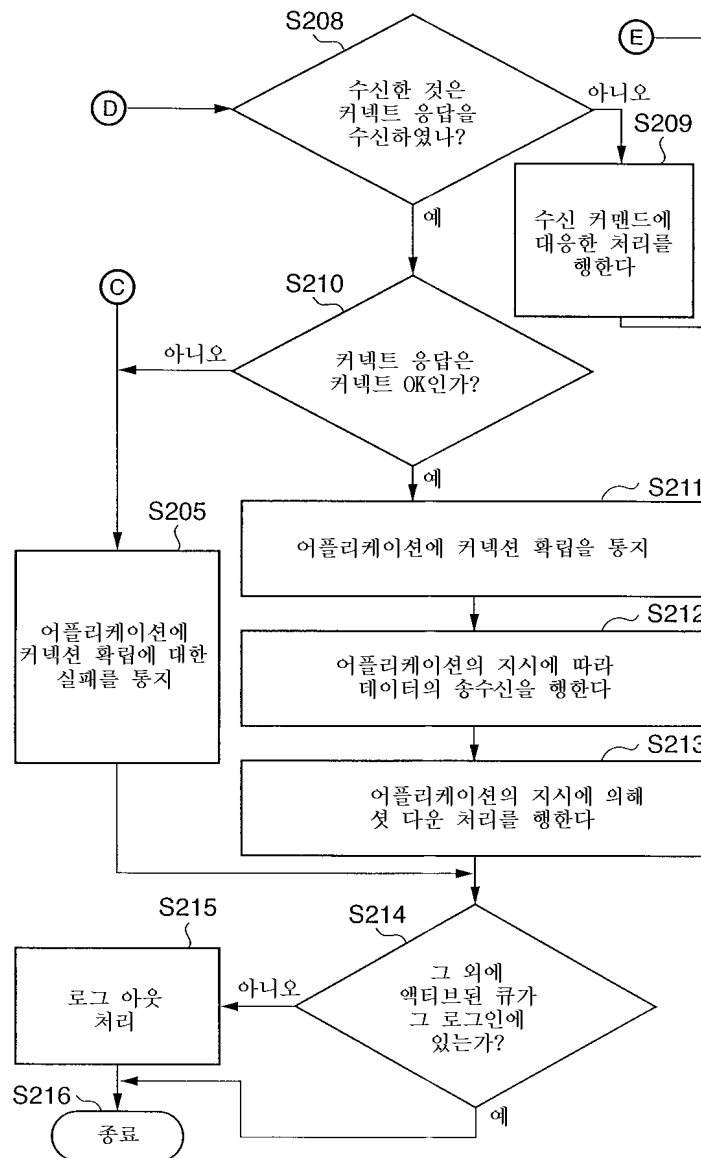 S208
E
D
수신한 것은
커넥트 응답을
수신하였나?
아니오
S209
예
수신 커맨드에
대응한 처리를
행한다
C
S210
아니오
커넥트 응답은
커넥트 OK인가?
예
S211
어플리케이션에 커넥션 확립을 통지
S205
어플리케이션에
커넥션 확립에 대한
실패를 통지
S212
어플리케이션의 지시에 따라
데이터의 송수신을 행한다
S213
어플리케이션의 지시에 의해
셧 다운 처리를 행한다
S215
S214
로그 아웃
처리
아니오
그 외에
액티브된 큐가
그 로그인에
있는가?
예
S216
종료